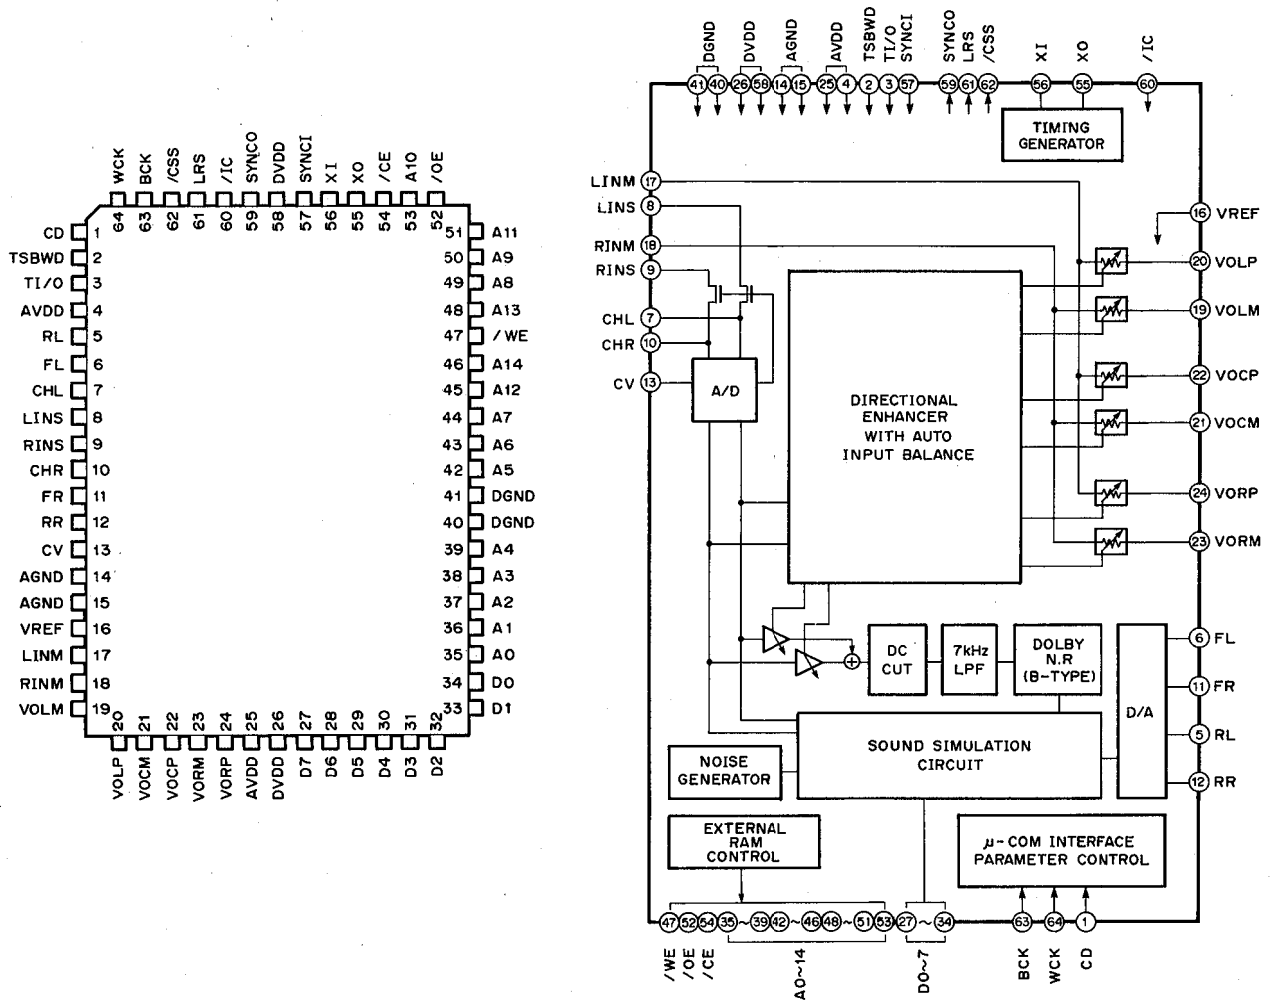 WCK BCK /CSS LRS /IC SYNCO DVDD SYNCI XI XO /CE A10 /OE
64 63 62 61 60 59 58 57 56 55 54 53 52
CD 1
TSBWD 2
TI/O 3
AVDD 4
RL 5
FL 6
CHL 7
LINS 8
RINS 9
CHR 10
FR 11
RR 12
CV 13
AGND 14
AGND 15
VREF 16
LINM 17
RINM 18
VOLM 19
51 A11
50 A9
49 A8
48 A13
47 /WE
46 A14
45 A12
44 A7
43 A6
42 A5
41 DGND
40 DGND
39 A4
38 A3
37 A2
36 A1
35 A0
34 D0
33 D1
20 21 22 23 24 25 26 27 28 29 30 31 32
VOLP VOCM VOCP VORM VORP AVDD DVDD D7 D6 D5 D4 D3 D2
DGND DVDD AGND AVDD TSBWD TI/O SYNCI SYNCO LRS /CSS XI XO /IC
41 40 26 58 14 15 25 4 2 3 57 59 61 62 56 55 60
TIMING
GENERATOR
LINM 17
LINS 8
RINM 18
RINS 9
CHL 7
CHR 10
CV 13
A/D
DIRECTIONAL
ENHANCER
WITH AUTO
INPUT BALANCE
16 VREF
20 VOLP
19 VOLM
22 VOCP
21 VOCM
24 VORP
23 VORM
DC
CUT
7kHz
LPF
DOLBY
N.R
(B-TYPE)
D/A
6 FL
11 FR
5 RL
12 RR
SOUND SIMULATION
CIRCUIT
NOISE
GENERATOR
EXTERNAL
RAM
CONTROL
μ-COM INTERFACE
PARAMETER CONTROL
47 52 54 35 ~ 39 42 ~ 46 48 ~ 51 53 27 ~ 34 63 64 1
/WE /OE /CE A0~14 D0~7 BCK WCK CD